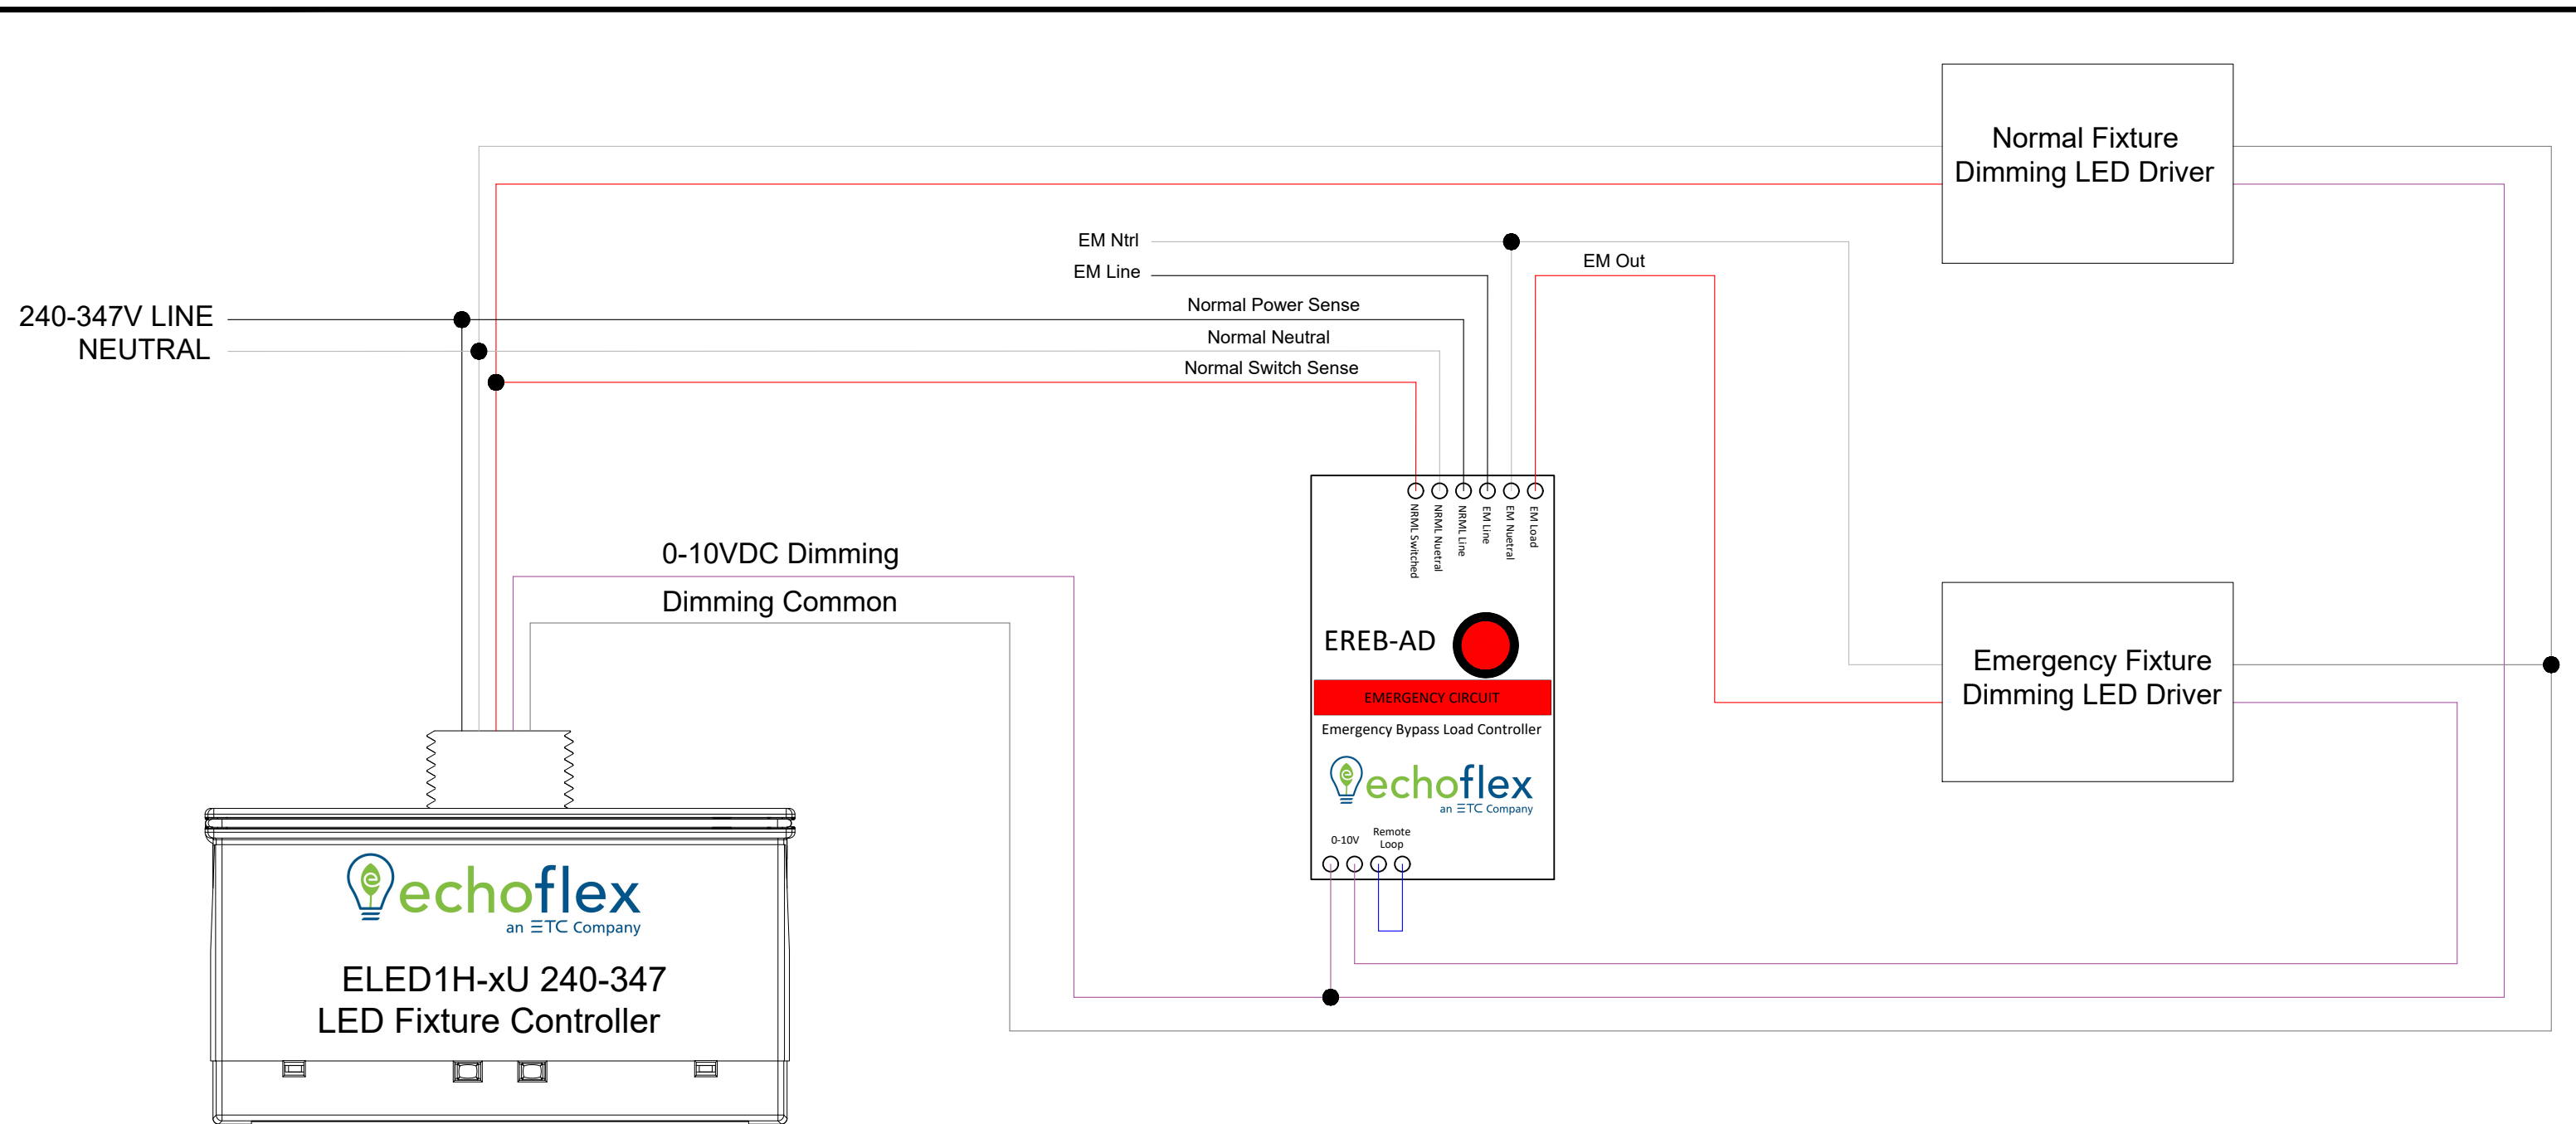 Normal Fixture
Dimming LED Driver
EM Ntrl
EM Line
EM Out
Normal Power Sense
240-347V LINE
Normal Neutral
NEUTRAL
Normal Switch Sense
NRML Switched
NRML Nuetral
NRML Line
EM Line
EM Nuetral
EM Load
0-10VDC Dimming
Dimming Common
EREB-AD
EMERGENCY CIRCUIT
Emergency Bypass Load Controller
echoflex
an ETC Company
0-10V
Remote
Loop
Emergency Fixture
Dimming LED Driver
echoflex
an ETC Company
ELED1H-xU 240-347
LED Fixture Controller